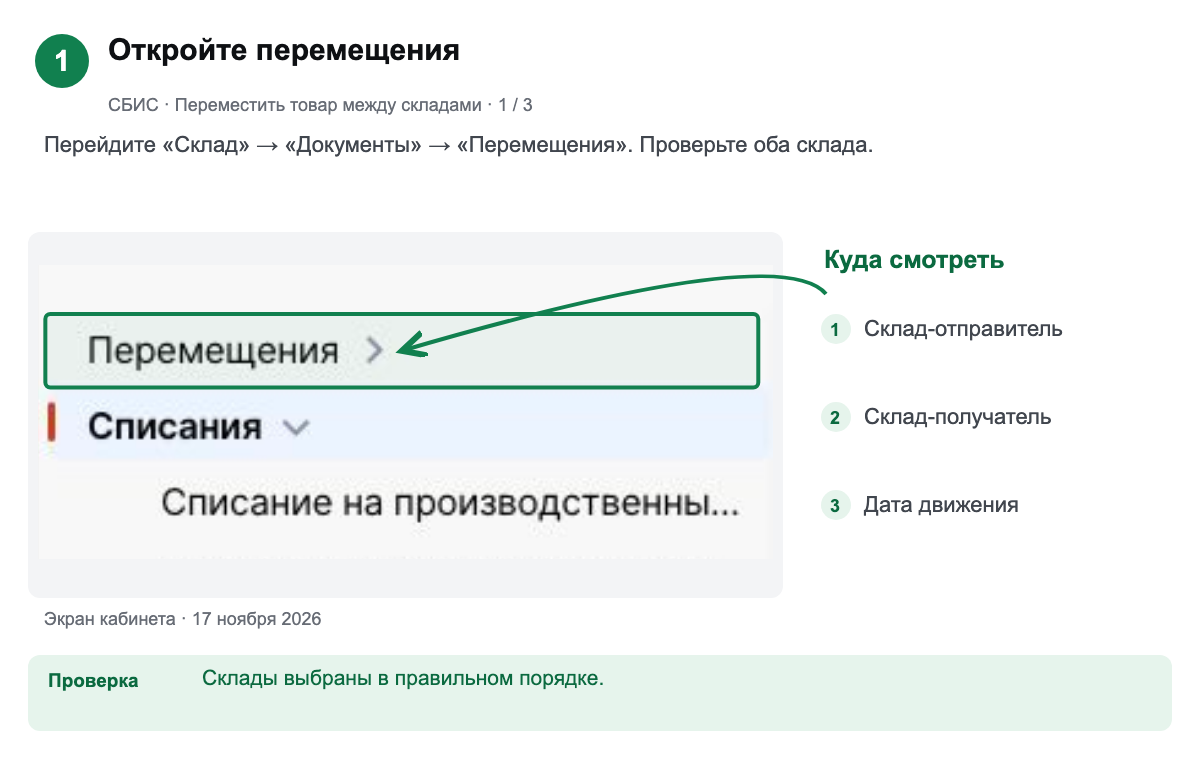 1
Откройте перемещения
СБИС · Переместить товар между складами · 1 / 3
Перейдите «Склад» → «Документы» → «Перемещения». Проверьте оба склада.
Перемещения
Списания
Списание на производственны...
Экран кабинета · 17 ноября 2026
Куда смотреть
1 Склад-отправитель
2 Склад-получатель
3 Дата движения
Проверка Склады выбраны в правильном порядке.